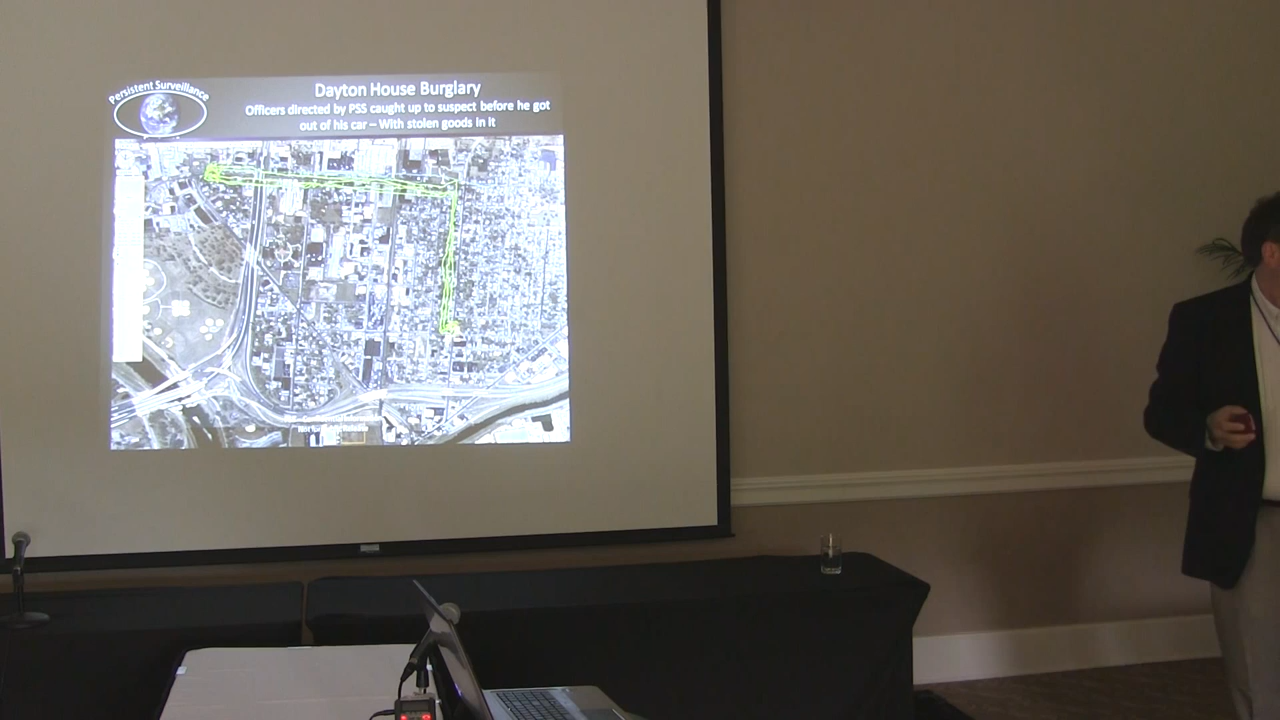 Persistent Surveillance
Dayton House Burglary
Officers directed by PSS caught up to suspect before he got
out of his car – With stolen goods in it